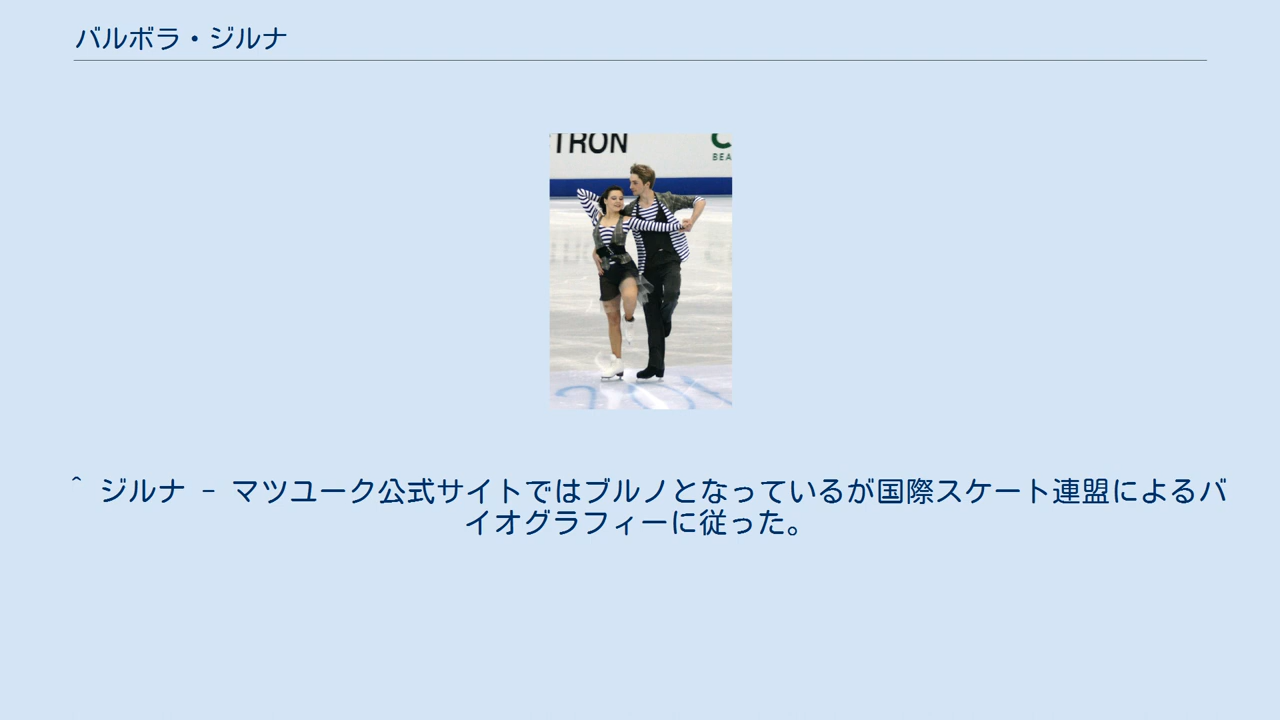 バルボラ・ジルナ
TRON
BEA
^ ジルナ - マツユーク公式サイトではブルノとなっているが国際スケート連盟によるバ
イオグラフィーに従った。